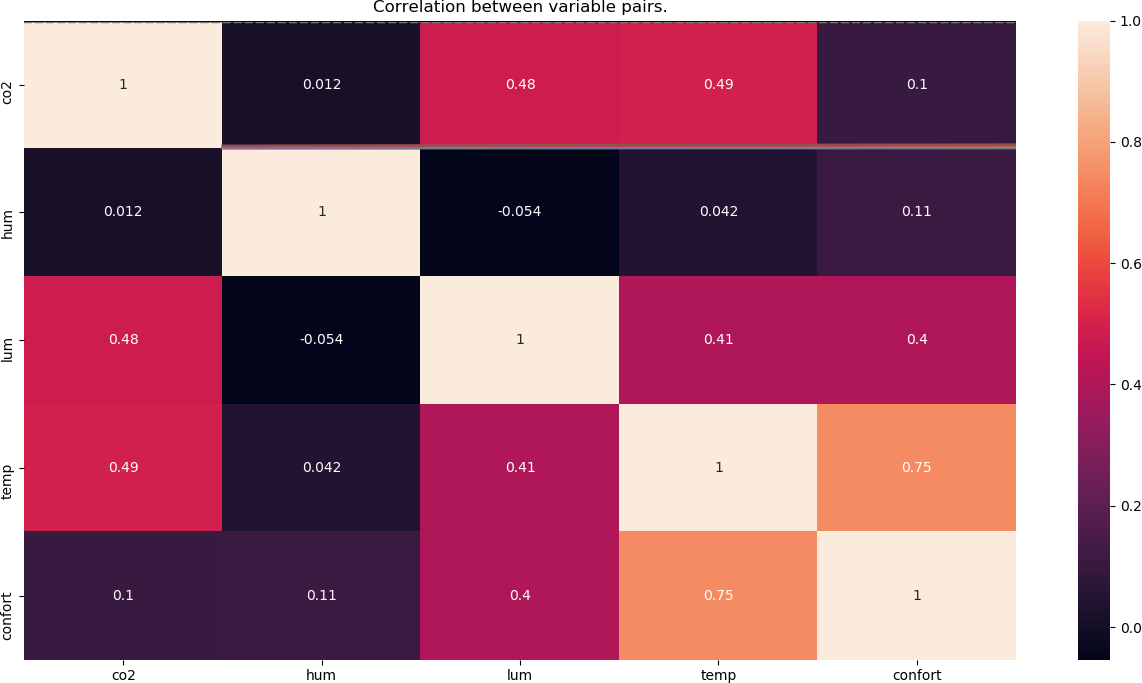 Correlation between variable pairs.
co2 1 0.012 0.48 0.49 0.1
hum 0.012 1 -0.054 0.042 0.11
lum 0.48 -0.054 1 0.41 0.4
temp 0.49 0.042 0.41 1 0.75
confort 0.1 0.11 0.4 0.75 1
co2 hum lum temp confort
1.0
0.8
0.6
0.4
0.2
0.0